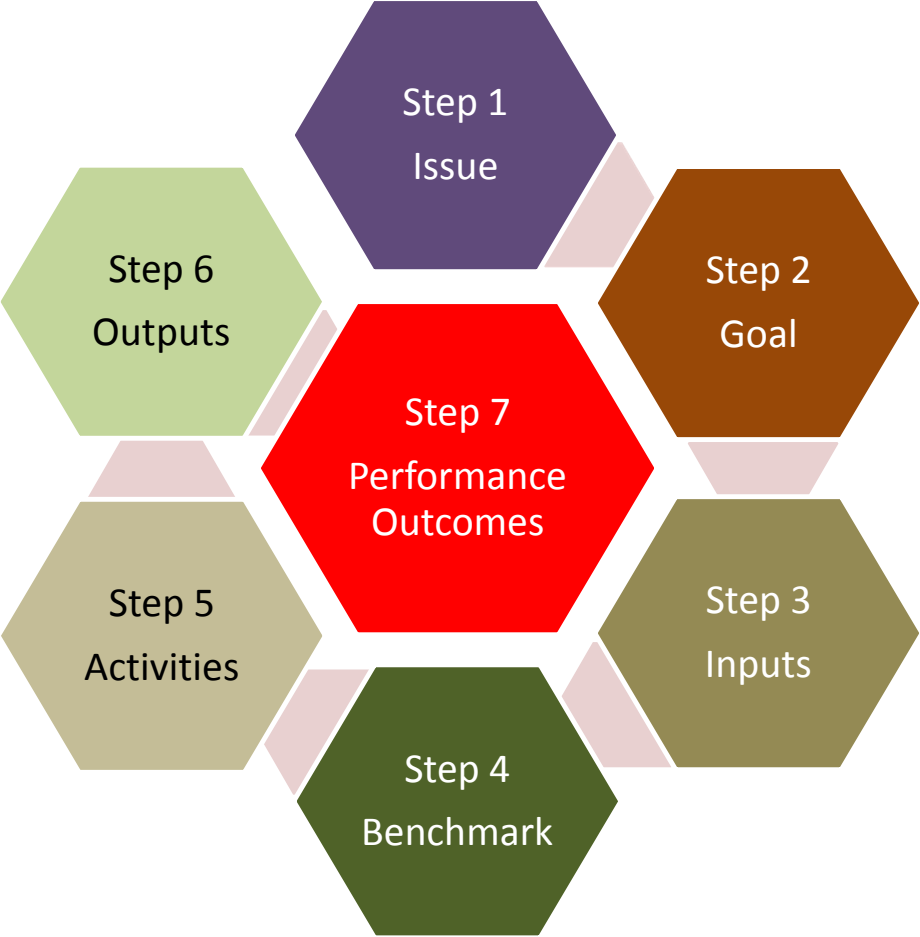 Step 1
Issue
Step 2
Goal
Step 3
Inputs
Step 4
Benchmark
Step 5
Activities
Step 6
Outputs
Step 7
Performance
Outcomes